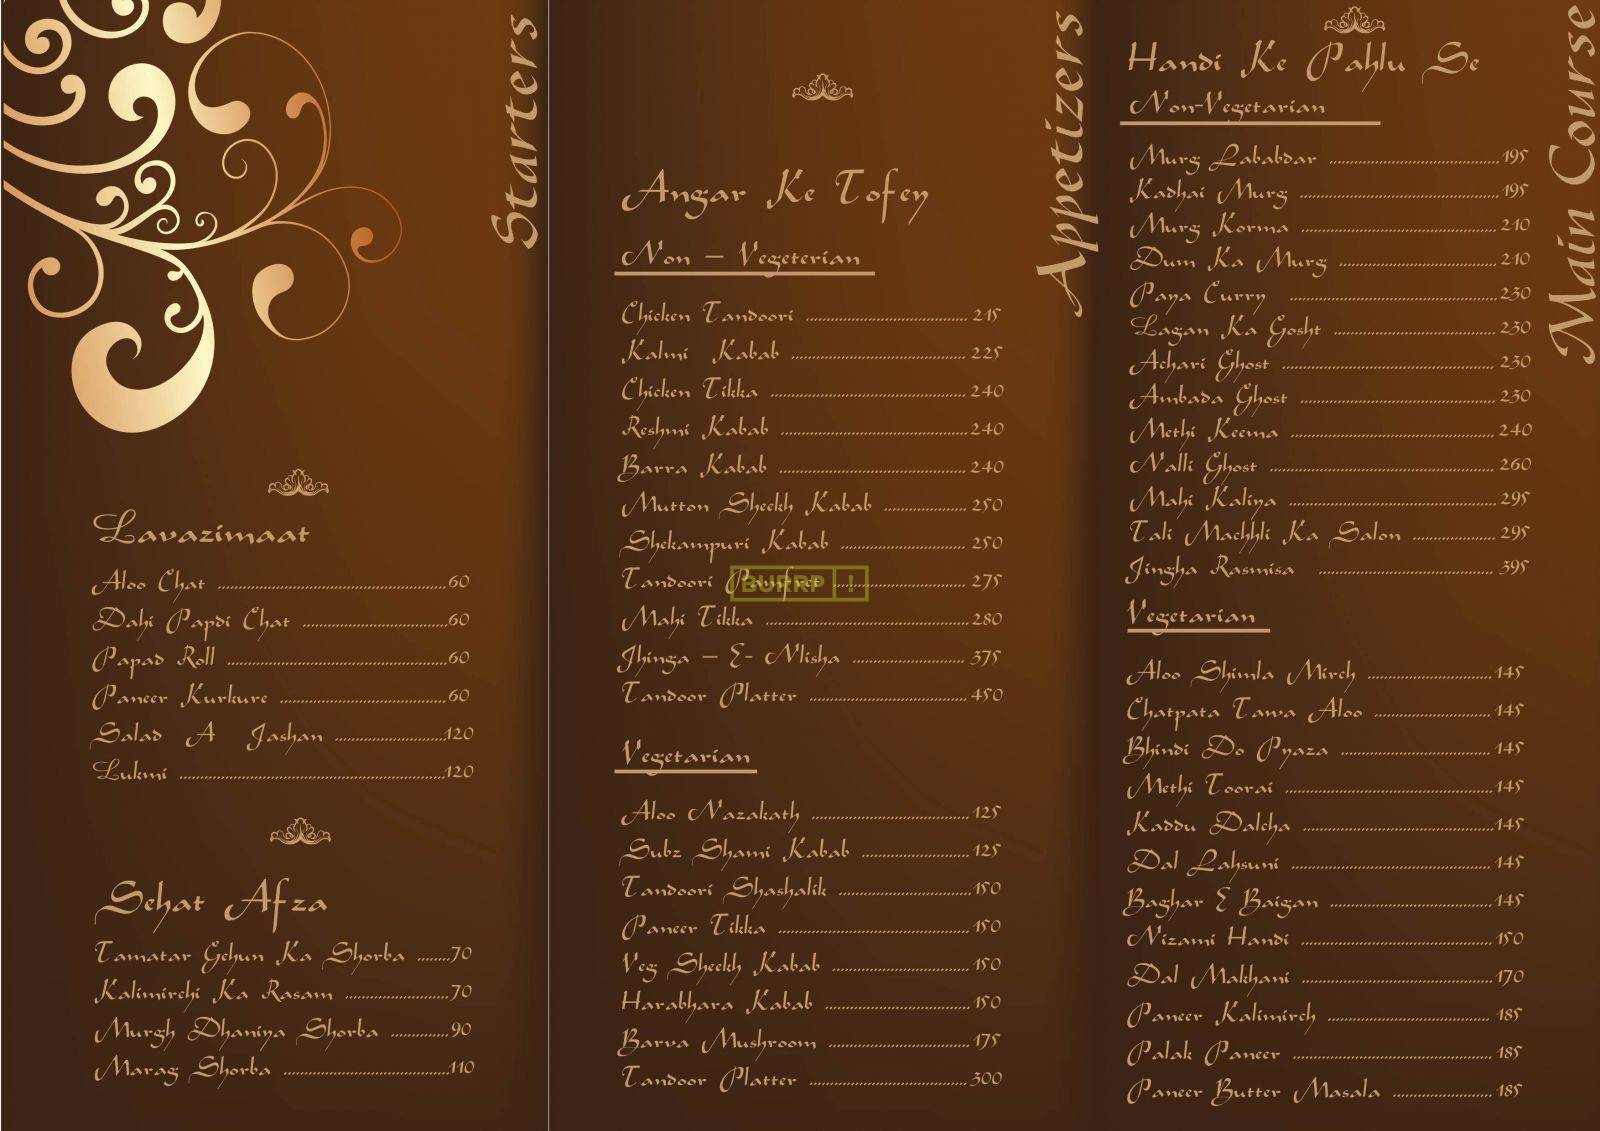 Starters
Lavazimaat
Aloo Chat ........ 60
Dahi Papdi Chat ........ 60
Papad Roll ........ 60
Paneer Kurkure ........ 60
Salad A Jashan ........ 120
Lukmi ........ 120
Sehat Afza
Tamatar Gehun Ka Shorba ........ 70
Kalimirchi Ka Rasam ........ 70
Murgh Dhaniya Shorba ........ 90
Marag Shorba ........ 110
Appetizers
Angar Ke Tofey
Non – Vegeterian
Chicken Tandoori ........ 215
Kalmi Kabab ........ 225
Chicken Tikka ........ 240
Reshmi Kabab ........ 240
Barra Kabab ........ 240
Mutton Sheekh Kabab ........ 250
Shekampuri Kabab ........ 250
Tandoori Pamfret ........ 275
BURRP !
Mahi Tikka ........ 280
Jhinga – E- Nlisha ........ 375
Tandoor Platter ........ 450
Vegetarian
Aloo Nazakath ........ 125
Subz Shami Kabab ........ 125
Tandoori Shashalik ........ 150
Paneer Tikka ........ 150
Veg Sheekh Kabab ........ 150
Harabhara Kabab ........ 150
Barva Mushroom ........ 175
Tandoor Platter ........ 300
Main Course
Handi Ke Pahlu Se
Non-Vegetarian
Murg Lababdar ........ 195
Kadhai Murg ........ 195
Murg Korma ........ 210
Dum Ka Murg ........ 210
Paya Curry ........ 230
Lagan Ka Gosht ........ 230
Achari Ghost ........ 230
Ambada Ghost ........ 230
Methi Keema ........ 240
Nalli Ghost ........ 260
Mahi Kaliya ........ 295
Tali Machhli Ka Salon ........ 295
Jingha Rasmisa ........ 395
Vegetarian
Aloo Shimla Mirch ........ 145
Chatpata Tawa Aloo ........ 145
Bhindi Do Pyaza ........ 145
Methi Toorai ........ 145
Kaddu Dalcha ........ 145
Dal Lahsuni ........ 145
Baghar E Baigan ........ 145
Nizami Handi ........ 150
Dal Makhani ........ 170
Paneer Kalimirch ........ 185
Palak Paneer ........ 185
Paneer Butter Masala ........ 185